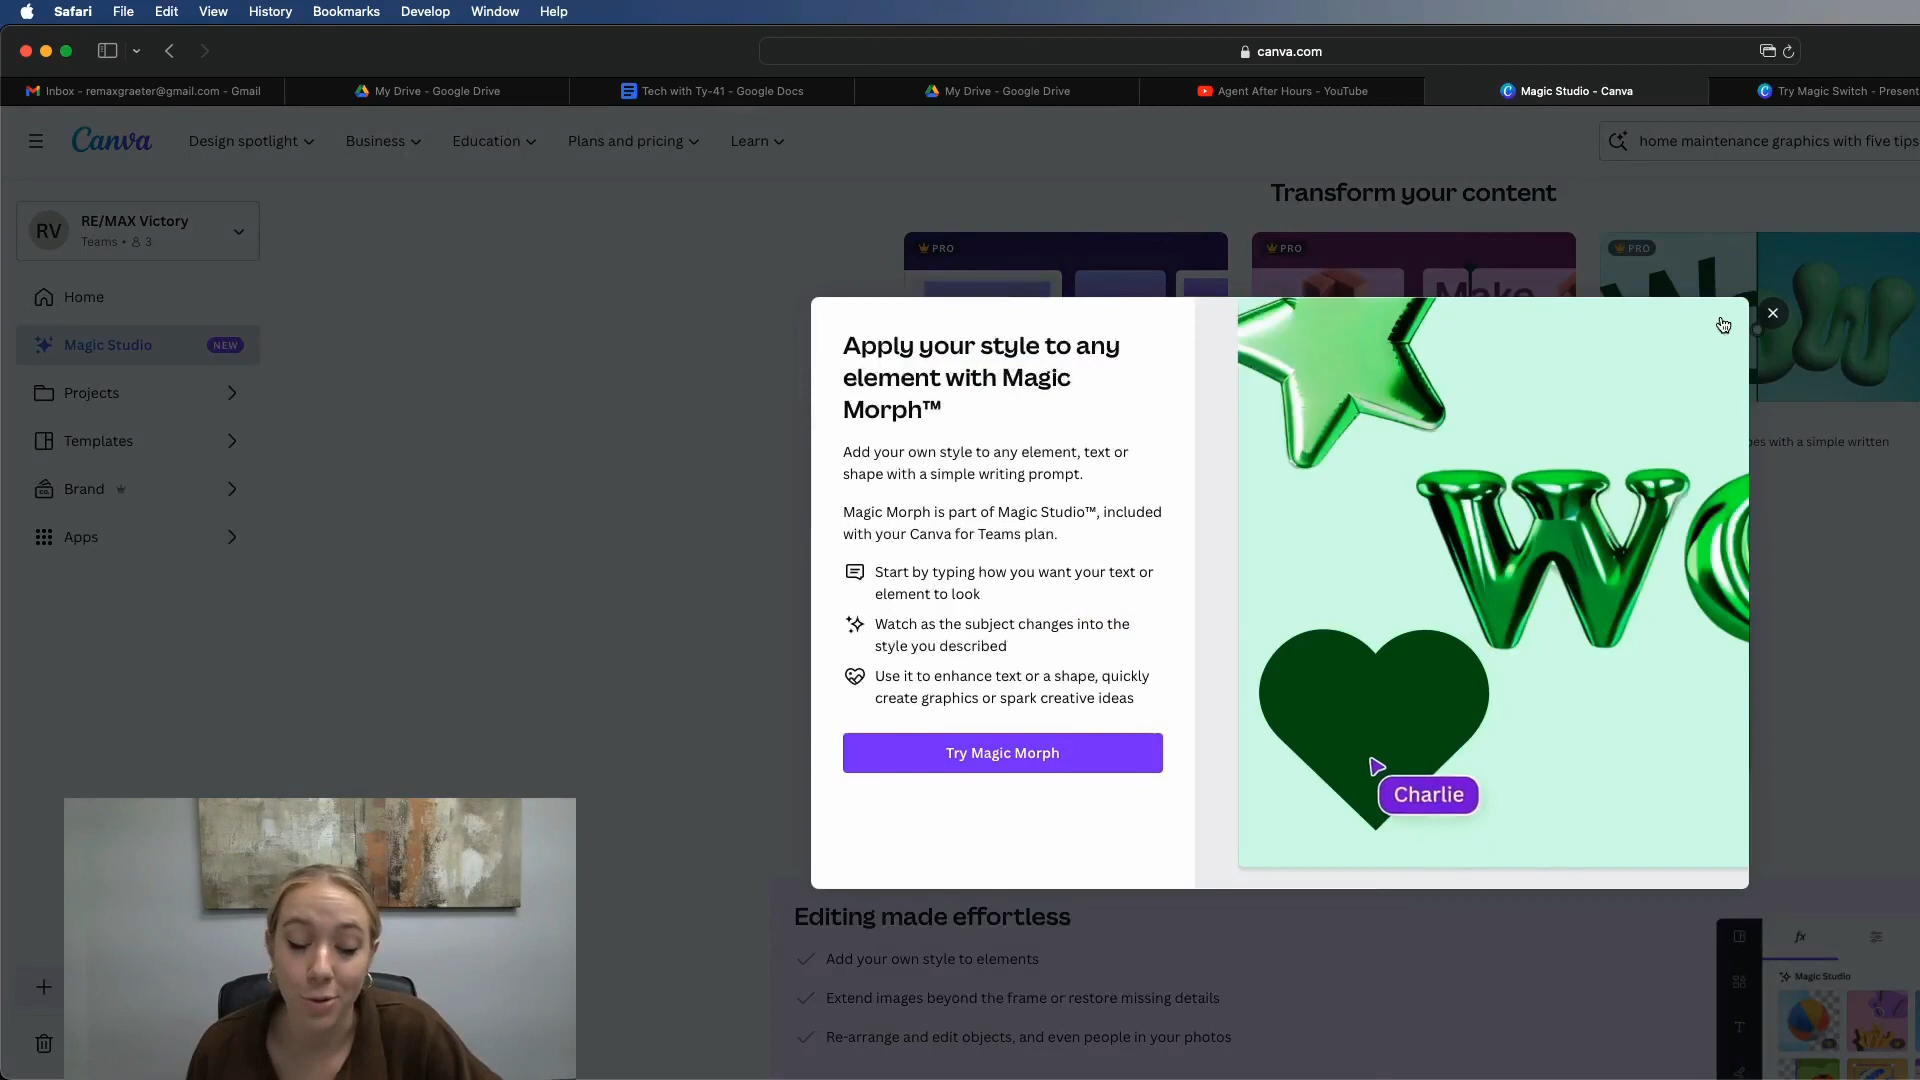 Safari File Edit View History Bookmarks Develop Window Help
canva.com
Inbox – remaxgraeter@gmail.com – Gmail
My Drive – Google Drive
Tech with Ty-41 – Google Docs
My Drive – Google Drive
Agent After Hours – YouTube
Magic Studio – Canva
Try Magic Switch – Present
Canva
Design spotlight
Business
Education
Plans and pricing
Learn
home maintenance graphics with five tips
RV
RE/MAX Victory
Teams • 3
Home
Magic Studio NEW
Projects
Templates
Brand
Apps
Transform your content
PRO
PRO
Make
PRO
Apply your style to any
element with Magic
Morph™
Add your own style to any element, text or
shape with a simple writing prompt.
Magic Morph is part of Magic Studio™, included
with your Canva for Teams plan.
Start by typing how you want your text or
element to look
Watch as the subject changes into the
style you described
Use it to enhance text or a shape, quickly
create graphics or spark creative ideas
Try Magic Morph
Charlie
with a simple written
Editing made effortless
Add your own style to elements
Extend images beyond the frame or restore missing details
Re-arrange and edit objects, and even people in your photos
fx
Magic Studio
T